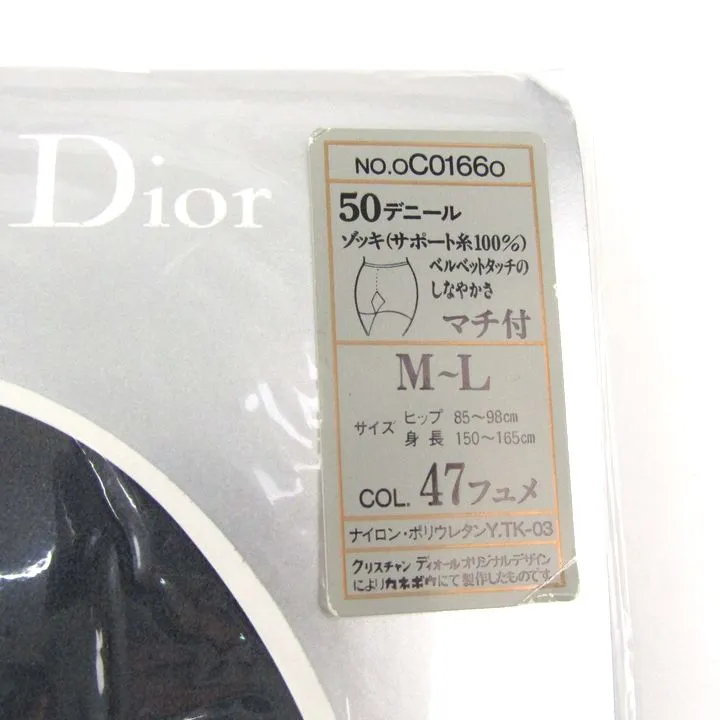 Dior
NO.OC01660
50デニール
ゾッキ(サポート糸100%)
ベルベットタッチの
しなやかさ
マチ付
M~L
サイズ ヒップ 85~98cm
身長 150~165cm
COL. 47フュメ
ナイロン・ポリウレタンY.TK-03
クリスチャン ディオールオリジナルデザイン
によりカネボウにて製作したものです